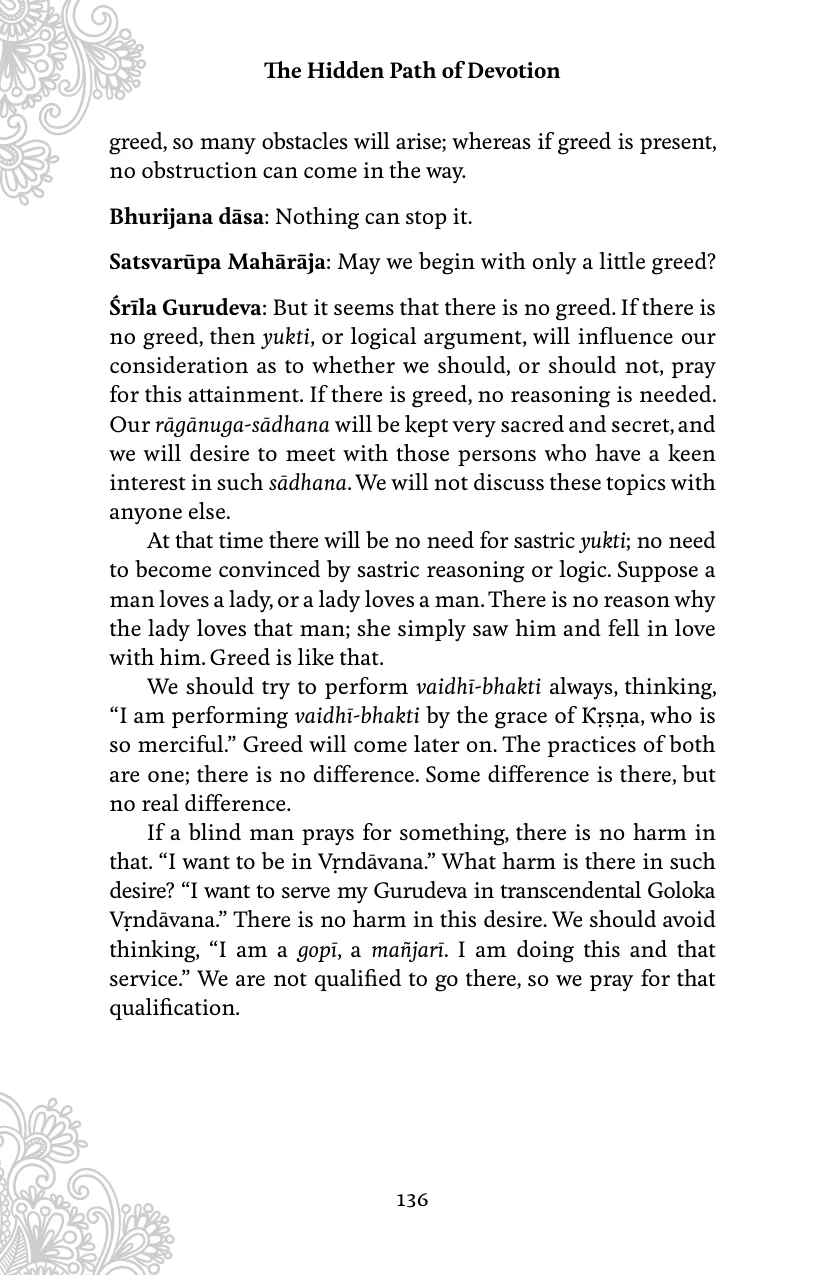 The Hidden Path of Devotion
greed, so many obstacles will arise; whereas if greed is present,
no obstruction can come in the way.
Bhurijana dāsa: Nothing can stop it.
Satsvarūpa Mahārāja: May we begin with only a little greed?
Śrīla Gurudeva: But it seems that there is no greed. If there is
no greed, then yukti, or logical argument, will influence our
consideration as to whether we should, or should not, pray
for this attainment. If there is greed, no reasoning is needed.
Our rāgānuga-sādhana will be kept very sacred and secret, and
we will desire to meet with those persons who have a keen
interest in such sādhana. We will not discuss these topics with
anyone else.
At that time there will be no need for sastric yukti; no need
to become convinced by sastric reasoning or logic. Suppose a
man loves a lady, or a lady loves a man. There is no reason why
the lady loves that man; she simply saw him and fell in love
with him. Greed is like that.
We should try to perform vaidhī-bhakti always, thinking,
“I am performing vaidhī-bhakti by the grace of Kṛṣṇa, who is
so merciful.” Greed will come later on. The practices of both
are one; there is no difference. Some difference is there, but
no real difference.
If a blind man prays for something, there is no harm in
that. “I want to be in Vṛndāvana.” What harm is there in such
desire? “I want to serve my Gurudeva in transcendental Goloka
Vṛndāvana.” There is no harm in this desire. We should avoid
thinking, “I am a gopī, a mañjarī. I am doing this and that
service.” We are not qualified to go there, so we pray for that
qualification.
136